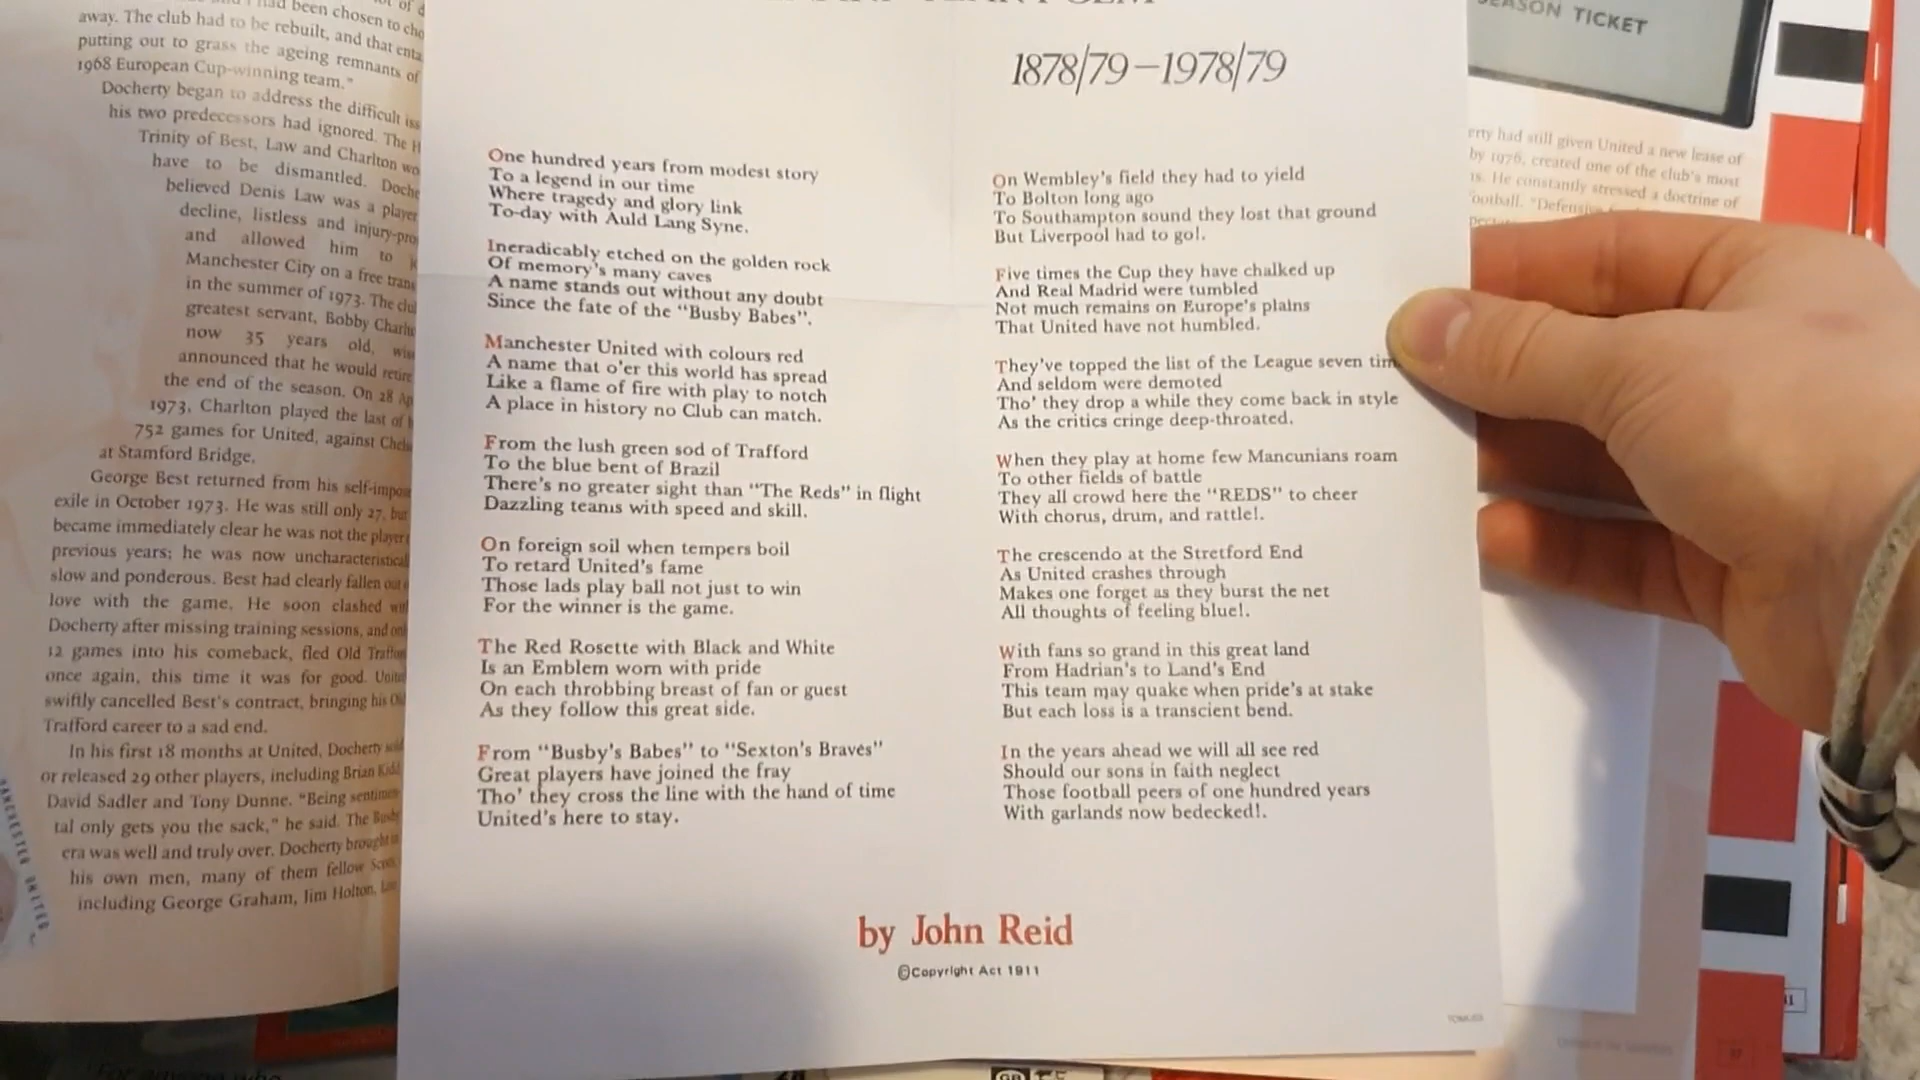 been chosen to
away. The club had to be rebuilt, and that
putting out to grass the ageing remnants of
1968 European Cup-winning team."
Docherty began to address the difficult
his two predecessors had ignored. The
Trinity of Best, Law and Charlton
have to be dismantled.
believed Denis Law was a player
decline, listless and
and allowed him to
Manchester City on a free
in the summer of 1973. The
greatest servant, Bobby
now 35 years old,
announced that he would retire
the end of the season. On 28
1973, Charlton played the last of
752 games for United, against
at Stamford Bridge.
George Best returned from his
exile in October 1973. He was still only 27, but
became immediately clear he was not the player
previous years; he was now
slow and ponderous. Best had clearly fallen out
love with the game. He soon clashed
Docherty after missing training sessions, and
12 games into his comeback, fled Old
once again, this time it was for good. United
swiftly cancelled Best's contract, bringing his Old
Trafford career to a sad end.
In his first 18 months at United, Docherty sold
or released 29 other players, including Brian Kidd,
David Sadler and Tony Dunne. "Being
tal only gets you the sack," he said. The Busby
era was well and truly over. Docherty brought in
his own men, many of them fellow
including George Graham, Jim Holton,
MANCHESTER UNITED
POEM
1878/79–1978/79
One hundred years from modest story
To a legend in our time
Where tragedy and glory link
To-day with Auld Lang Syne.
Ineradicably etched on the golden rock
Of memory's many caves
A name stands out without any doubt
Since the fate of the "Busby Babes".
Manchester United with colours red
A name that o'er this world has spread
Like a flame of fire with play to notch
A place in history no Club can match.
From the lush green sod of Trafford
To the blue bent of Brazil
There's no greater sight than "The Reds" in flight
Dazzling teams with speed and skill.
On foreign soil when tempers boil
To retard United's fame
Those lads play ball not just to win
For the winner is the game.
The Red Rosette with Black and White
Is an Emblem worn with pride
On each throbbing breast of fan or guest
As they follow this great side.
From "Busby's Babes" to "Sexton's Braves"
Great players have joined the fray
Tho' they cross the line with the hand of time
United's here to stay.
On Wembley's field they had to yield
To Bolton long ago
To Southampton sound they lost that ground
But Liverpool had to go!.
Five times the Cup they have chalked up
And Real Madrid were tumbled
Not much remains on Europe's plains
That United have not humbled.
They've topped the list of the League seven
And seldom were demoted
Tho' they drop a while they come back in style
As the critics cringe deep-throated.
When they play at home few Mancunians roam
To other fields of battle
They all crowd here the "REDS" to cheer
With chorus, drum, and rattle!.
The crescendo at the Stretford End
As United crashes through
Makes one forget as they burst the net
All thoughts of feeling blue!.
With fans so grand in this great land
From Hadrian's to Land's End
This team may quake when pride's at stake
But each loss is a transcient bend.
In the years ahead we will all see red
Should our sons in faith neglect
Those football peers of one hundred years
With garlands now bedecked!.
by John Reid
©Copyright Act 1911
SEASON TICKET
had still given United a new lease of
by 1976, created one of the club's most
He constantly stressed a doctrine of